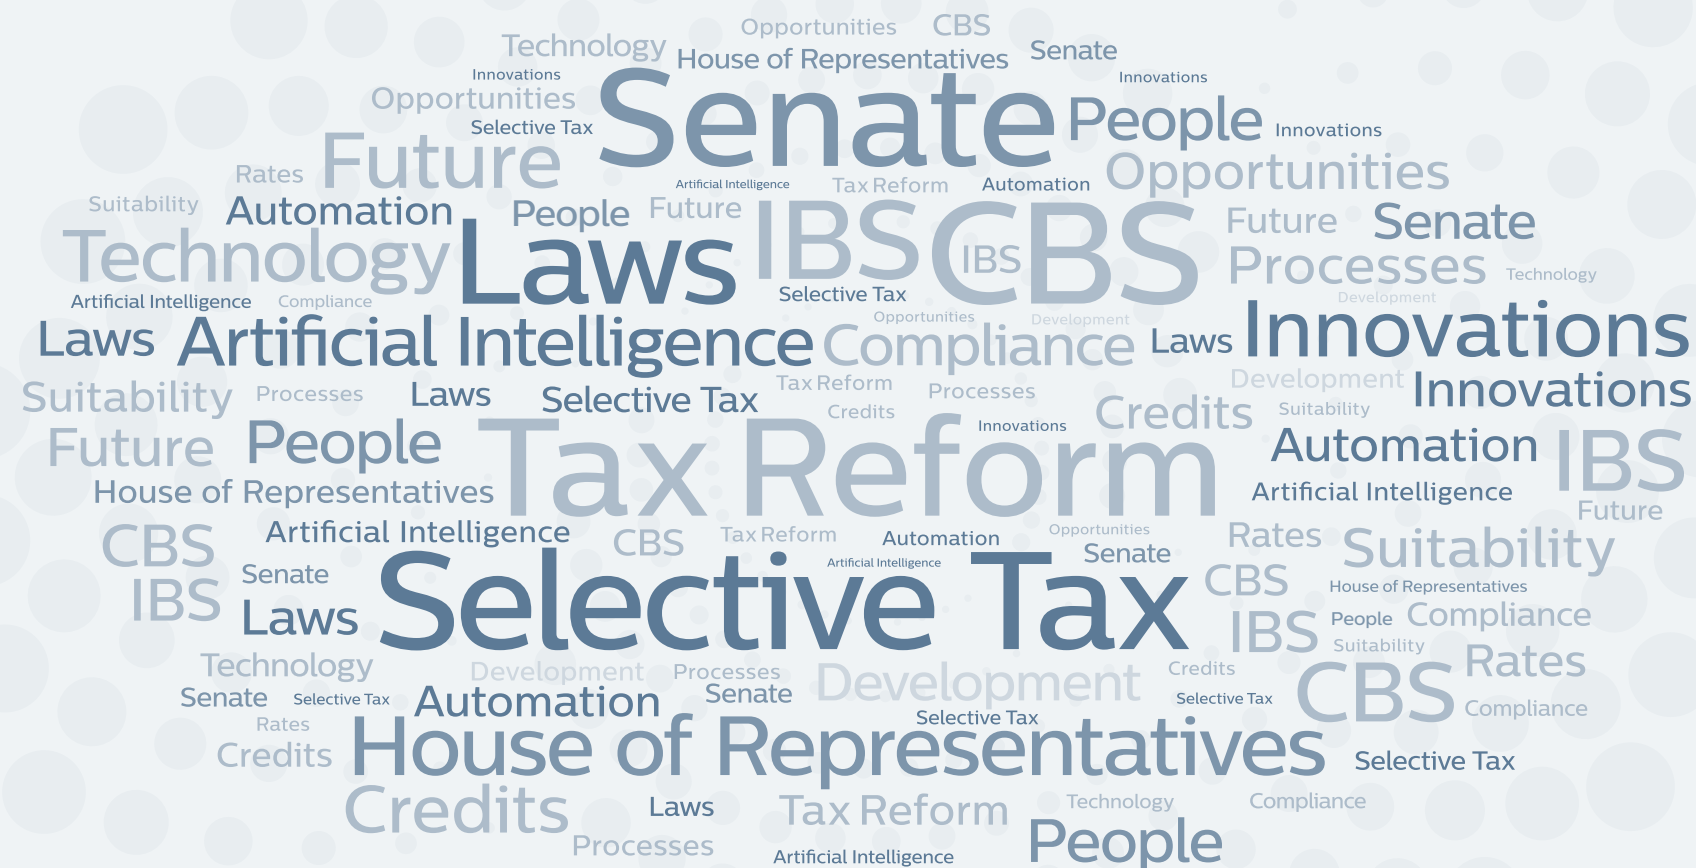 Opportunities CBS
Technology House of Representatives Senate
Innovations Innovations
Opportunities Senate People
Selective Tax Innovations
Future Opportunities
Rates Artificial Intelligence Tax Reform Automation
Suitability Automation People Future IBS CBS Future Senate
Technology Laws IBS Processes Technology
Artificial Intelligence Compliance Selective Tax Development
Opportunities Development
Laws Artificial Intelligence Compliance Laws Innovations
Suitability Processes Laws Selective Tax Tax Reform Processes Development Innovations
Credits Credits Suitability
Future People Tax Reform Innovations Automation IBS
House of Representatives Artificial Intelligence
Future
CBS Artificial Intelligence CBS Tax Reform Automation Opportunities Rates Suitability
Senate
IBS Senate Selective Tax Artificial Intelligence CBS House of Representatives
Laws IBS People Compliance
Suitability
Technology Development Processes Development Credits CBS Rates
Senate Selective Tax Automation Senate Selective Tax Compliance
Rates Selective Tax
Credits House of Representatives Selective Tax
Credits Laws Tax Reform Technology Compliance
Processes People
Artificial Intelligence